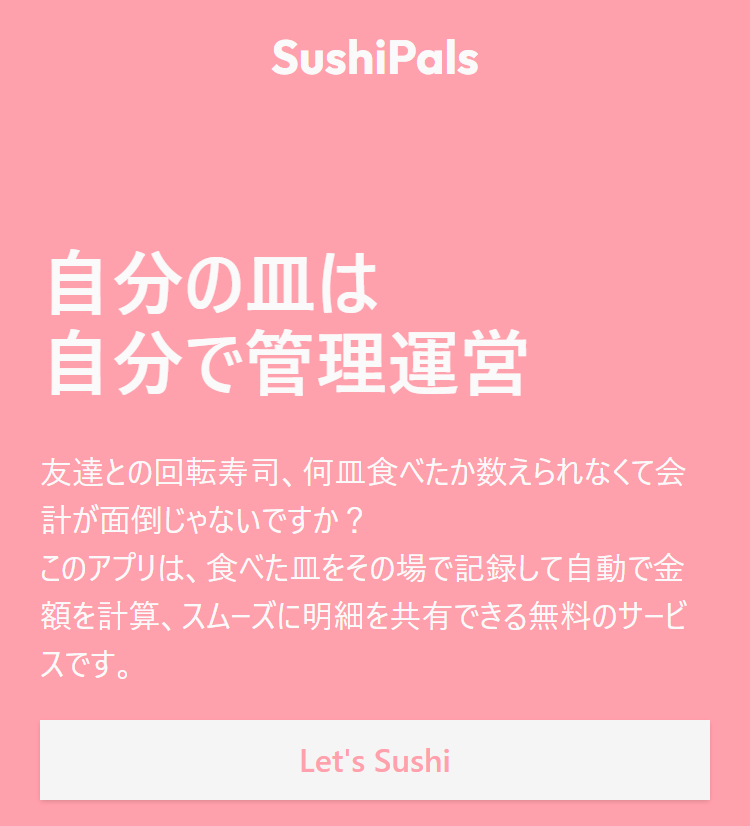 SushiPals
自分の皿は
自分で管理運営
友達との回転寿司、何皿食べたか数えられなくて会
計が面倒じゃないですか？
このアプリは、食べた皿をその場で記録して自動で金
額を計算、スムーズに明細を共有できる無料のサービ
スです。
Let's Sushi